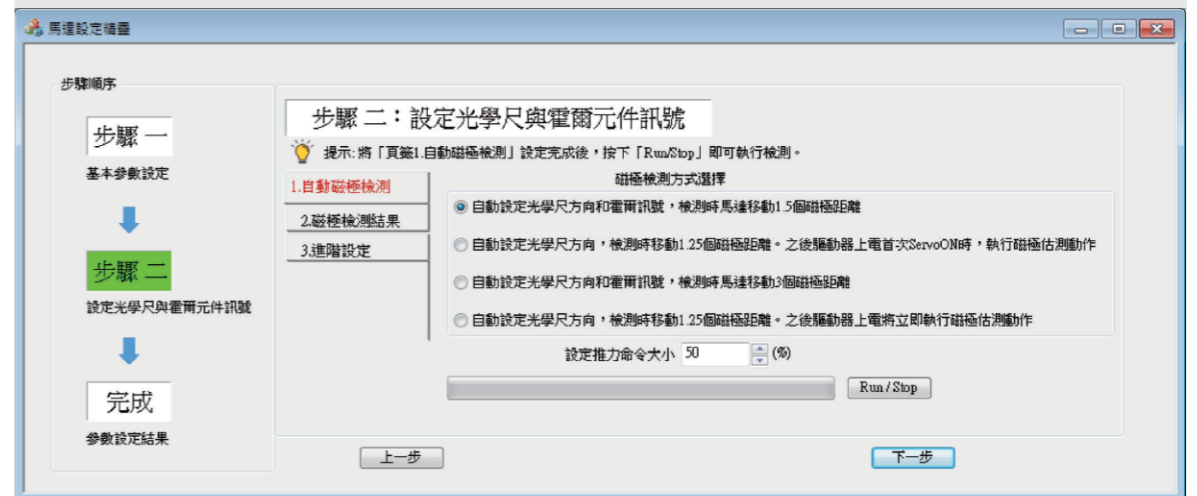 馬達設定精靈
步驟順序
步驟 一
基本參數設定
步驟 二
設定光學尺與霍爾元件訊號
完成
參數設定結果
步驟 二：設定光學尺與霍爾元件訊號
提示: 將「頁籤1.自動磁極檢測」設定完成後，按下「Run/Stop」即可執行檢測。
1.自動磁極檢測
2.磁極檢測結果
3.進階設定
磁極檢測方式選擇
自動設定光學尺方向和霍爾訊號，檢測時馬達移動1.5個磁極距離
自動設定光學尺方向，檢測時移動1.25個磁極距離。之後驅動器上電首次ServoON時，執行磁極估測動作
自動設定光學尺方向和霍爾訊號，檢測時馬達移動3個磁極距離
自動設定光學尺方向，檢測時移動1.25個磁極距離。之後驅動器上電將立即執行磁極估測動作
設定推力命令大小 50 (%)
Run / Stop
上一步
下一步